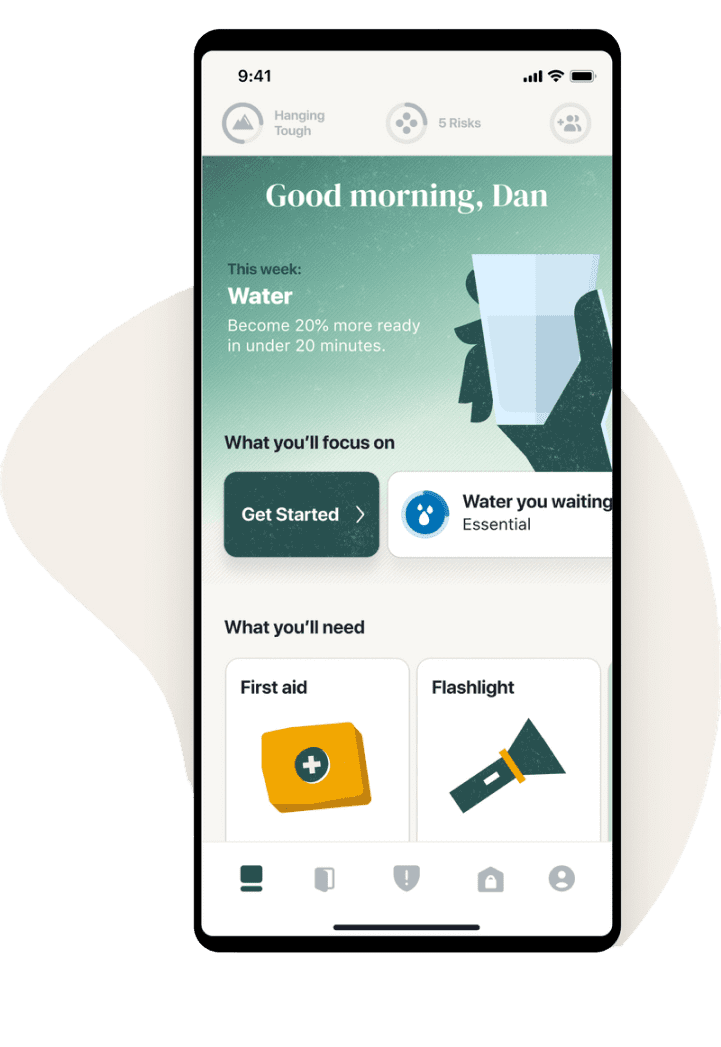 9:41
Hanging
Tough
5 Risks
Good morning, Dan
This week:
Water
Become 20% more ready
in under 20 minutes.
What you’ll focus on
Get Started
Water you waiting
Essential
What you’ll need
First aid
Flashlight